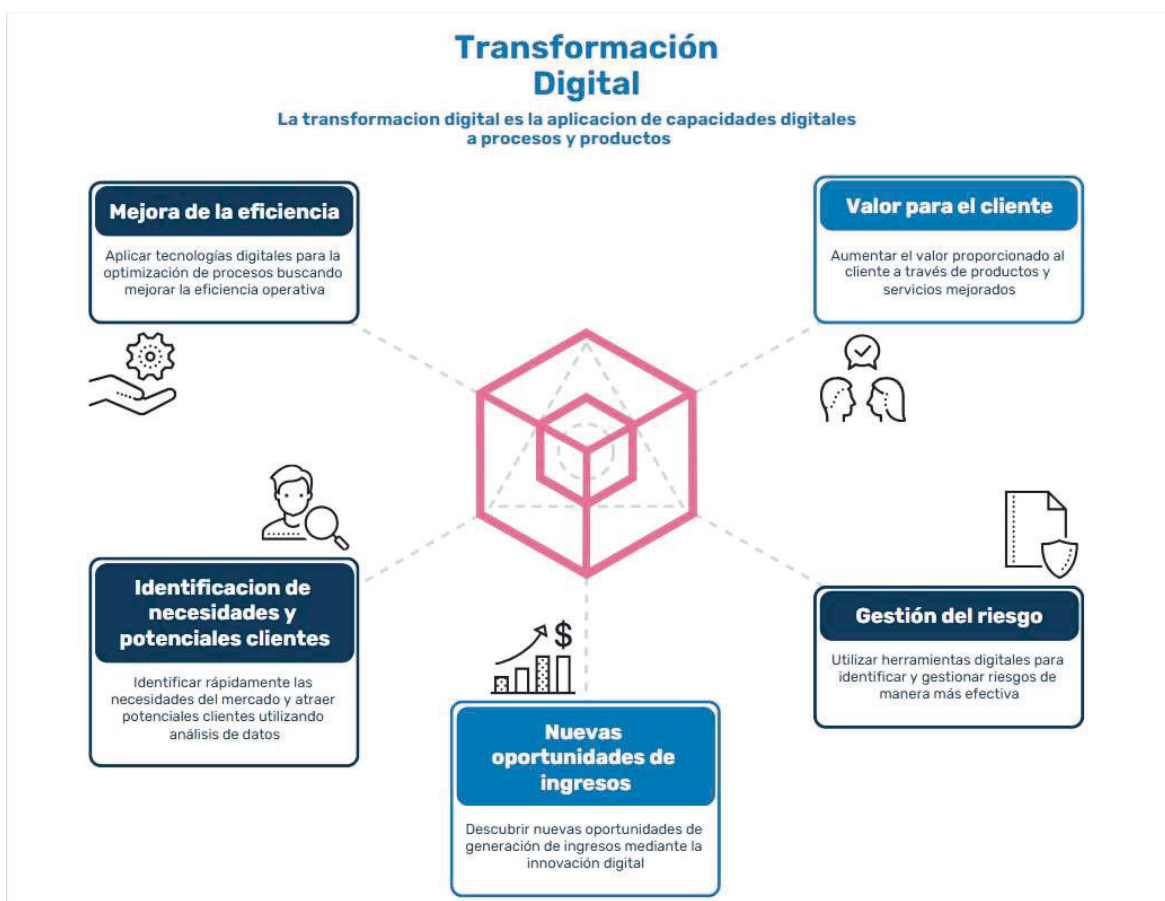 Transformación
Digital
La transformacion digital es la aplicacion de capacidades digitales
a procesos y productos
Mejora de la eficiencia
Aplicar tecnologías digitales para la
optimización de procesos buscando
mejorar la eficiencia operativa
Valor para el cliente
Aumentar el valor proporcionado al
cliente a través de productos y
servicios mejorados
Identificacion de
necesidades y
potenciales clientes
Identificar rápidamente las
necesidades del mercado y atraer
potenciales clientes utilizando
análisis de datos
Gestión del riesgo
Utilizar herramientas digitales para
identificar y gestionar riesgos de
manera más efectiva
$
Nuevas
oportunidades de
ingresos
Descubrir nuevas oportunidades de
generación de ingresos mediante la
innovación digital